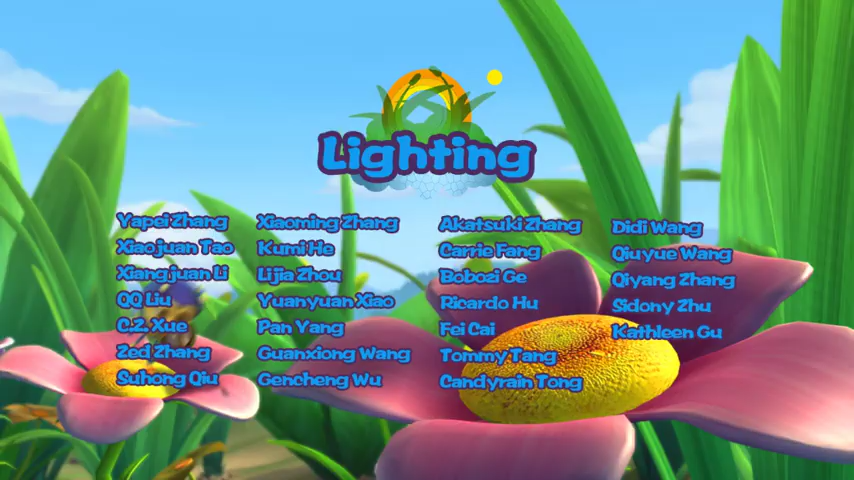 Lighting
Yapei Zhang
Xiaojuan Tao
Xiangjuan Li
QQ Liu
C.Z. Xue
Zed Zhang
Suhong Qiu
Xiaoming Zhang
Kumi He
Lijia Zhou
Yuanyuan Xiao
Pan Yang
Guanxiong Wang
Gencheng Wu
Akatsuki Zhang
Carrie Fang
Bobozi Ge
Ricardo Hu
Fei Cai
Tommy Tang
Candyrain Tong
Didi Wang
Qiuyue Wang
Qiyang Zhang
Sidony Zhu
Kathleen Gu